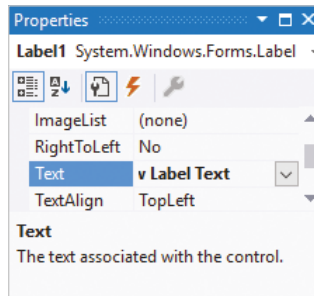 Properties
Label1 System.Windows.Forms.Label
ImageList (none)
RightToLeft No
Text v Label Text
TextAlign TopLeft
Text
The text associated with the control.